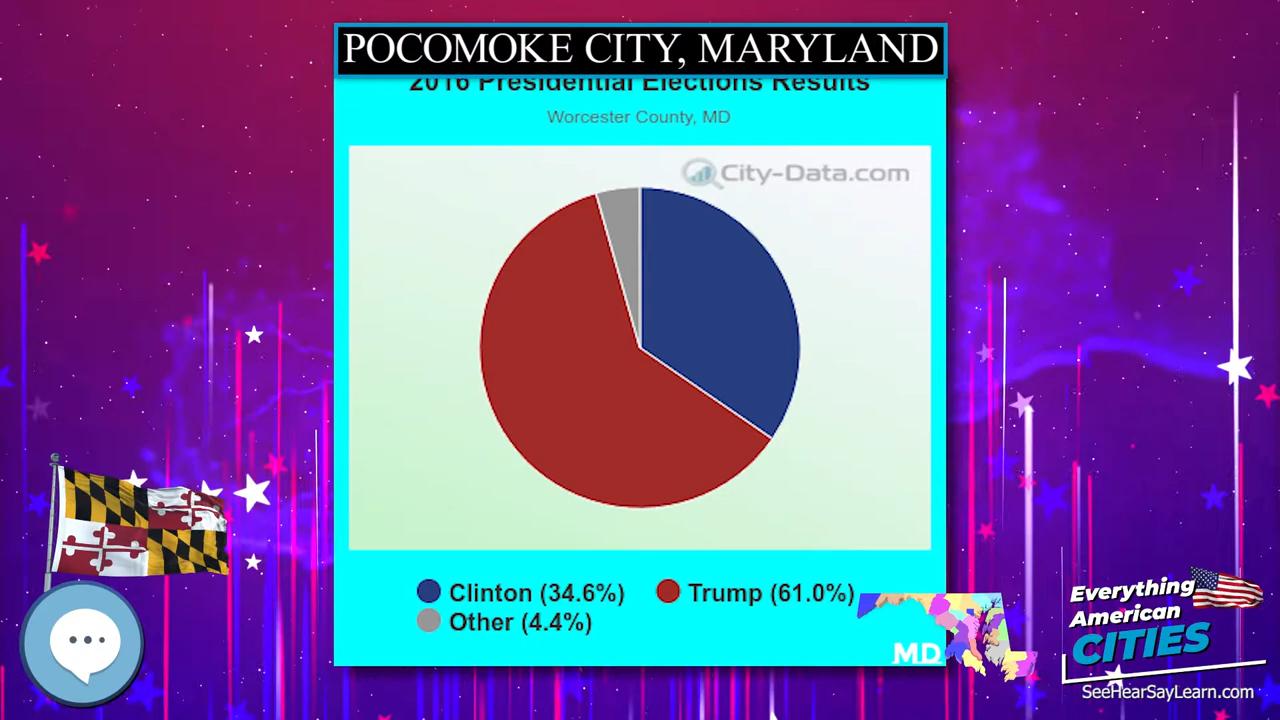 POCOMOKE CITY, MARYLAND
2016 Presidential Elections Results
Worcester County, MD
City-Data.com
Clinton (34.6%) Trump (61.0%)
Other (4.4%)
MD
Everything
American
CITIES
SeeHearSayLearn.com